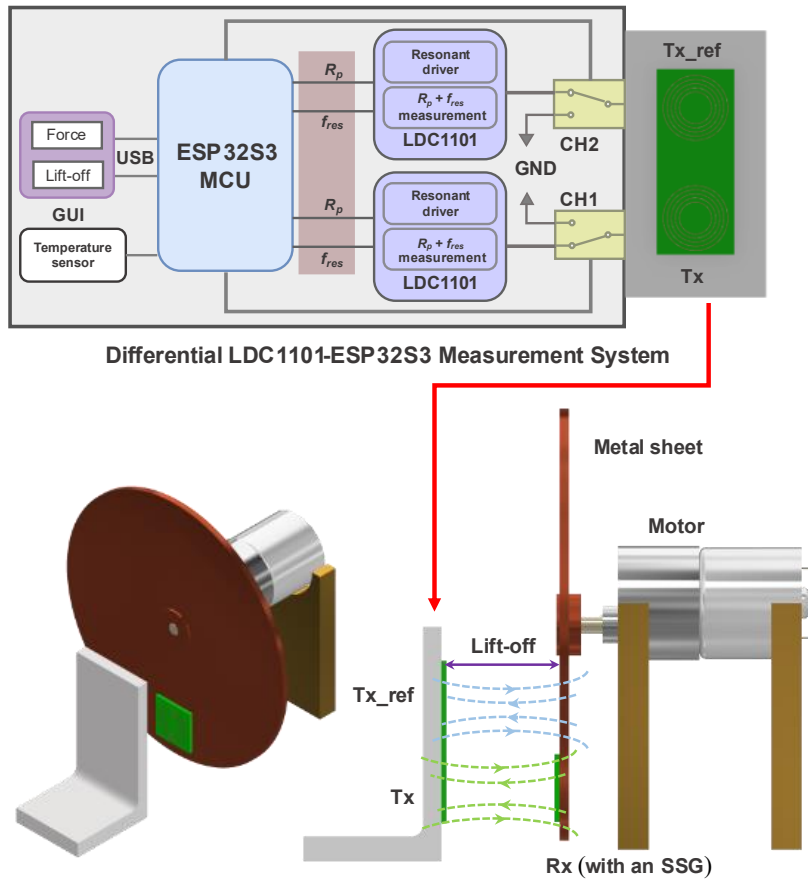 Tx_ref
Tx
Resonant
driver
Rp + fres
measurement
LDC1101
Rp
fres
CH2
GND
CH1
Force
Lift-off
GUI
USB
ESP32S3
MCU
Temperature
sensor
Rp
fres
Resonant
driver
Rp + fres
measurement
LDC1101
Differential LDC1101-ESP32S3 Measurement System
Metal sheet
Motor
Lift-off
Tx_ref
Tx
Rx (with an SSG)